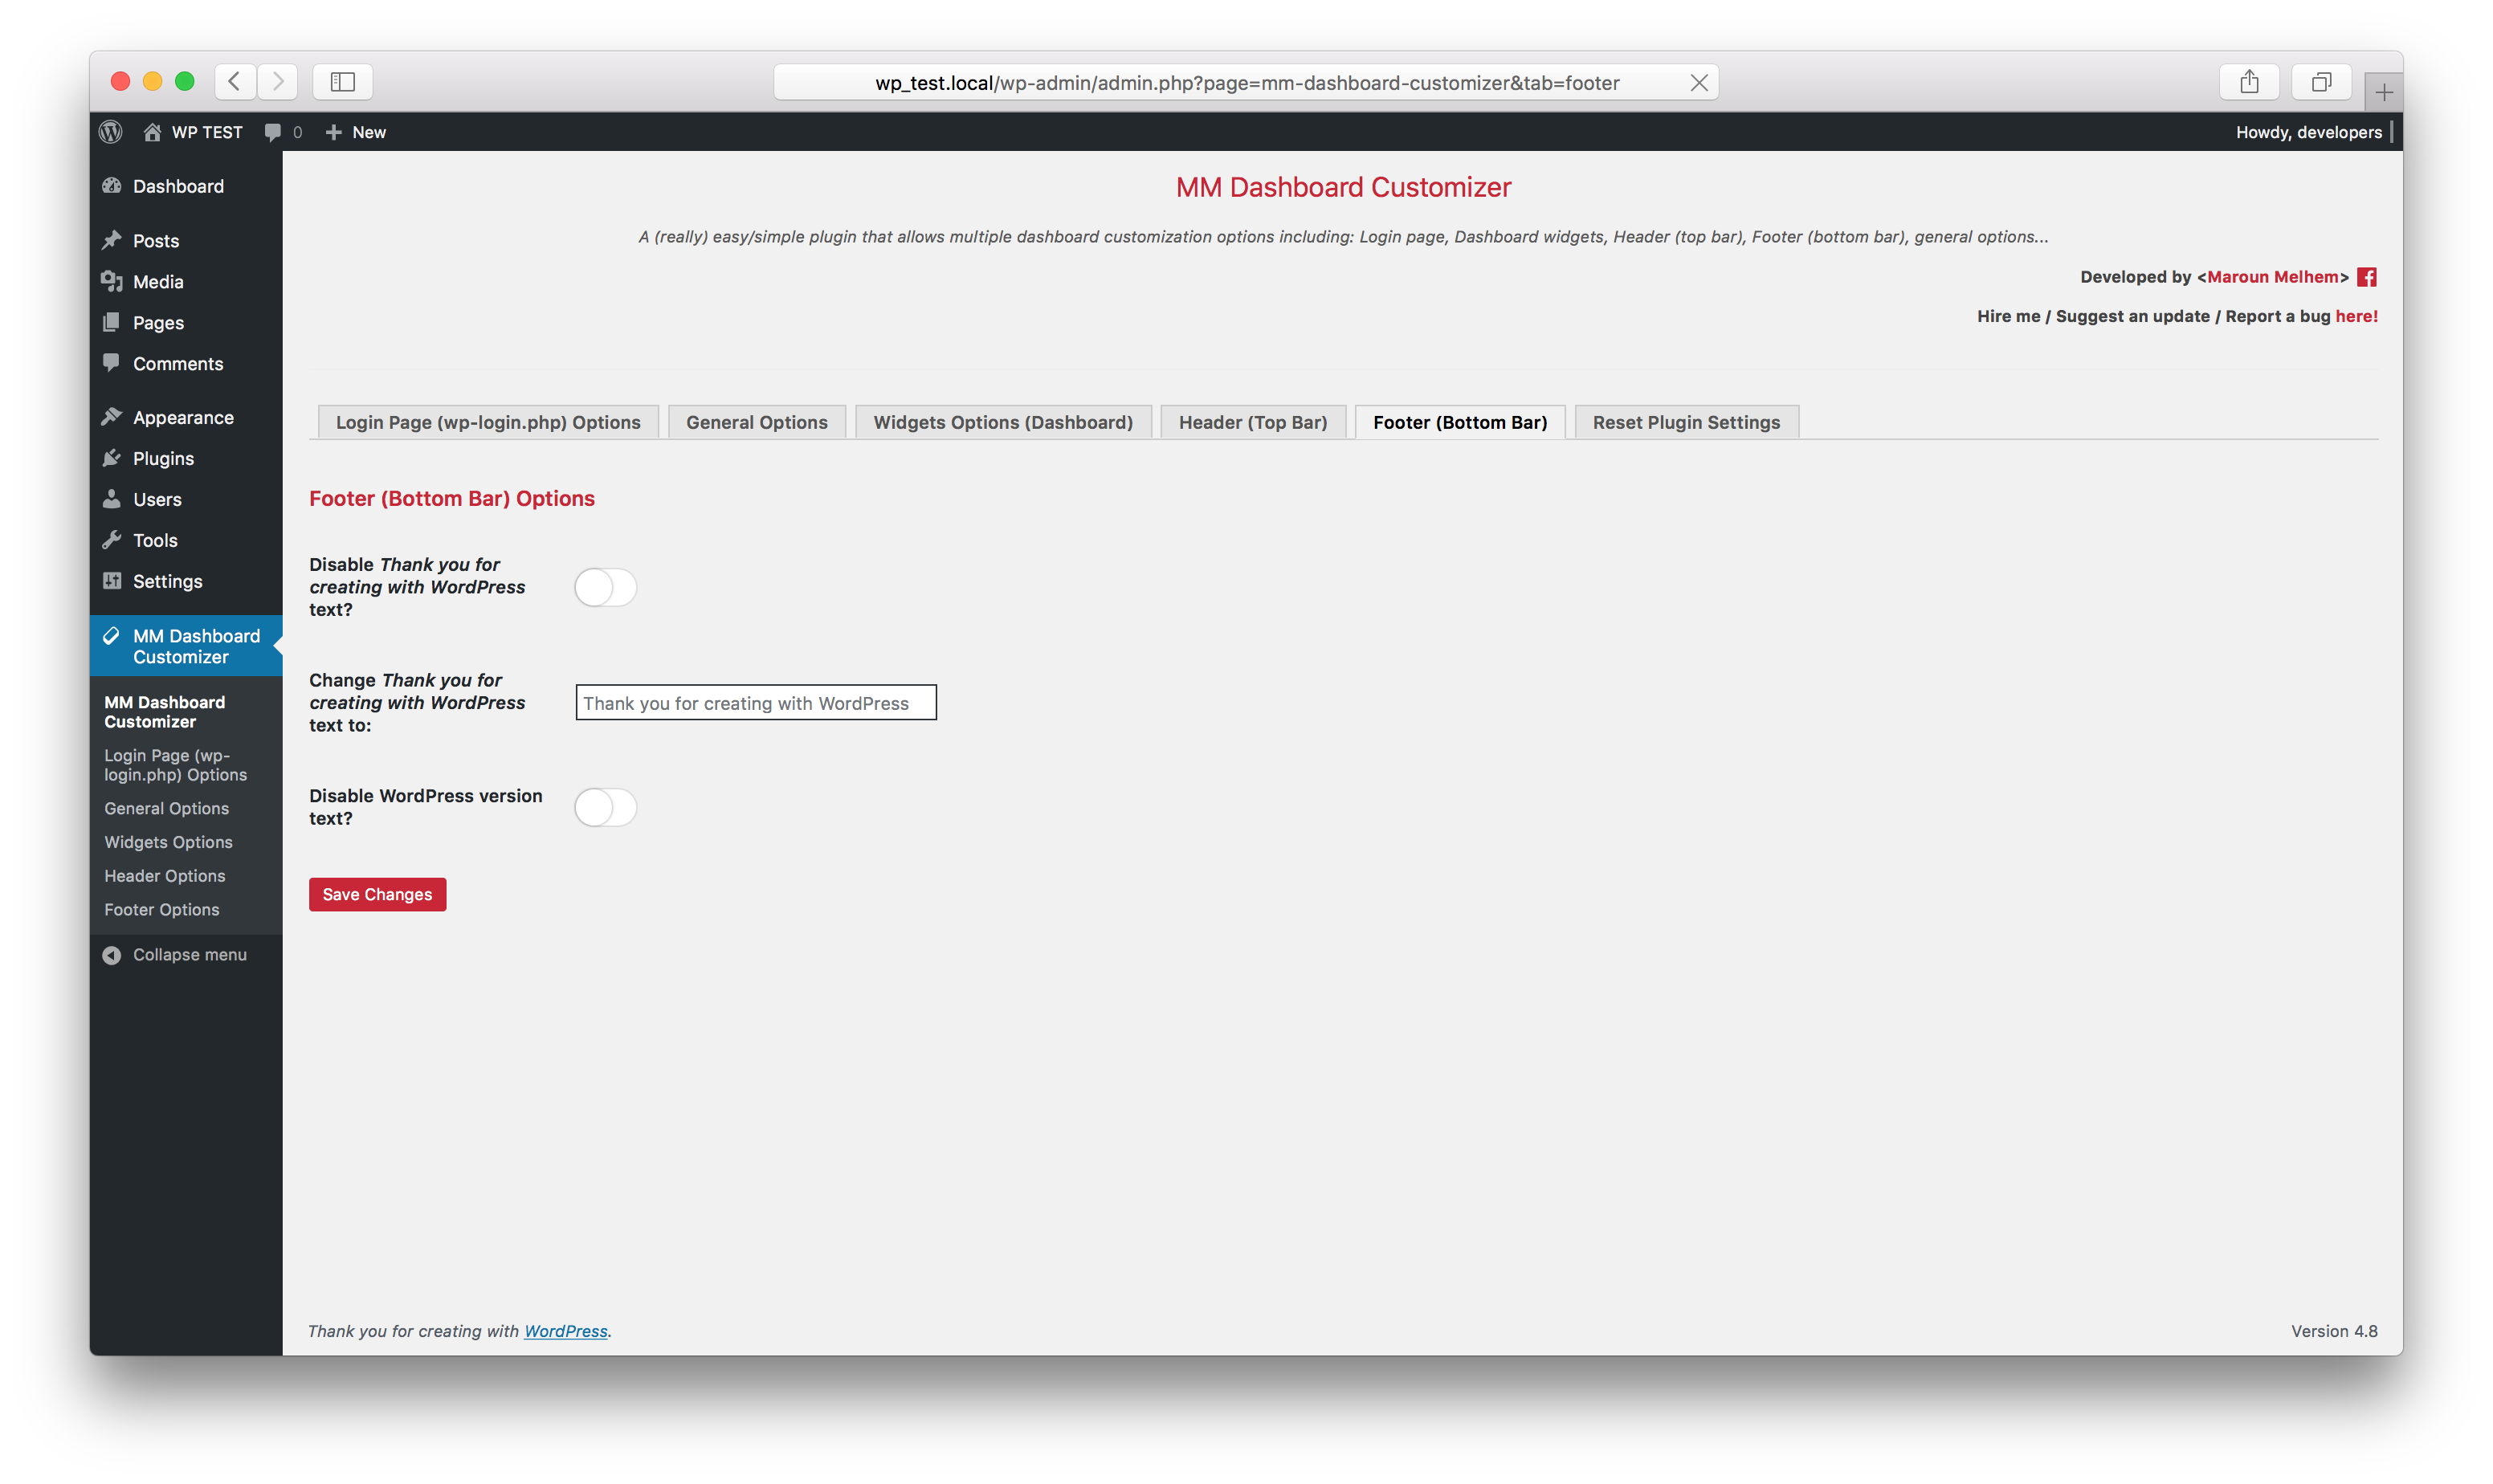 wp_test.local/wp-admin/admin.php?page=mm-dashboard-customizer&tab=footer
WP TEST
0
New
Howdy, developers
Dashboard
Posts
Media
Pages
Comments
Appearance
Plugins
Users
Tools
Settings
MM Dashboard
Customizer
MM Dashboard
Customizer
Login Page (wp-
login.php) Options
General Options
Widgets Options
Header Options
Footer Options
Collapse menu
MM Dashboard Customizer
A (really) easy/simple plugin that allows multiple dashboard customization options including: Login page, Dashboard widgets, Header (top bar), Footer (bottom bar), general options...
Developed by <Maroun Melhem>
Hire me / Suggest an update / Report a bug here!
Login Page (wp-login.php) Options
General Options
Widgets Options (Dashboard)
Header (Top Bar)
Footer (Bottom Bar)
Reset Plugin Settings
Footer (Bottom Bar) Options
Disable Thank you for
creating with WordPress
text?
Change Thank you for
creating with WordPress
text to:
Thank you for creating with WordPress
Disable WordPress version
text?
Save Changes
Thank you for creating with WordPress.
Version 4.8